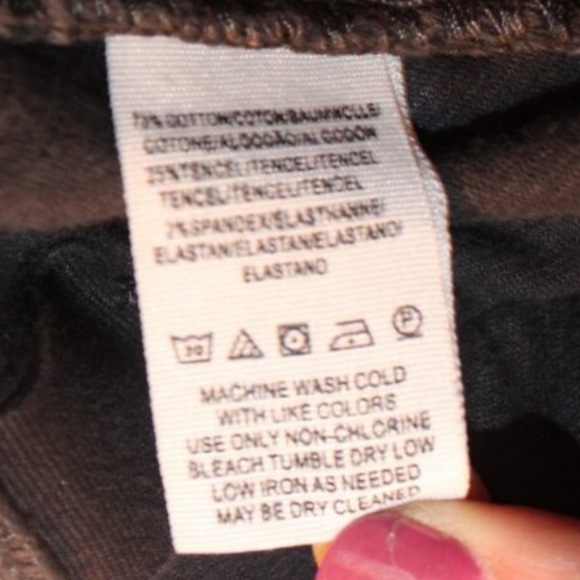 73% COTTON/COTON/BAUMWOLLE/
COTONE/ALGODÃO/ALGODON
25%TENCEL/TENCEL/TENCEL
TENCEL/TENCEL/TENCEL
2%SPANDEX/ELASTHANNE/
ELASTAN/ELASTAN/ELASTANO/
ELASTANO
30
P
MACHINE WASH COLD
WITH LIKE COLORS
USE ONLY NON-CHLORINE
BLEACH TUMBLE DRY LOW
LOW IRON AS NEEDED
MAY BE DRY CLEANED